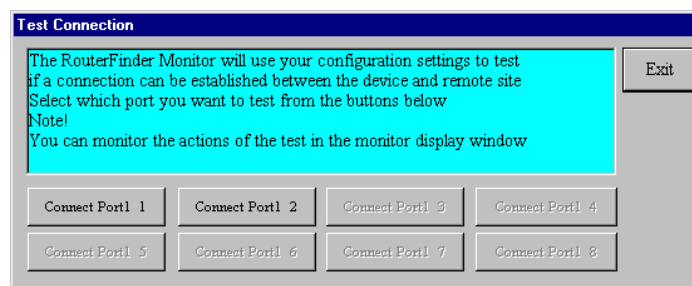 Test Connection
The RouterFinder Monitor will use your configuration settings to test
if a connection can be established between the device and remote site
Select which port you want to test from the buttons below
Note!
You can monitor the actions of the test in the monitor display window
Exit
Connect Port1 1
Connect Port1 2
Connect Port1 3
Connect Port1 4
Connect Port1 5
Connect Port1 6
Connect Port1 7
Connect Port1 8